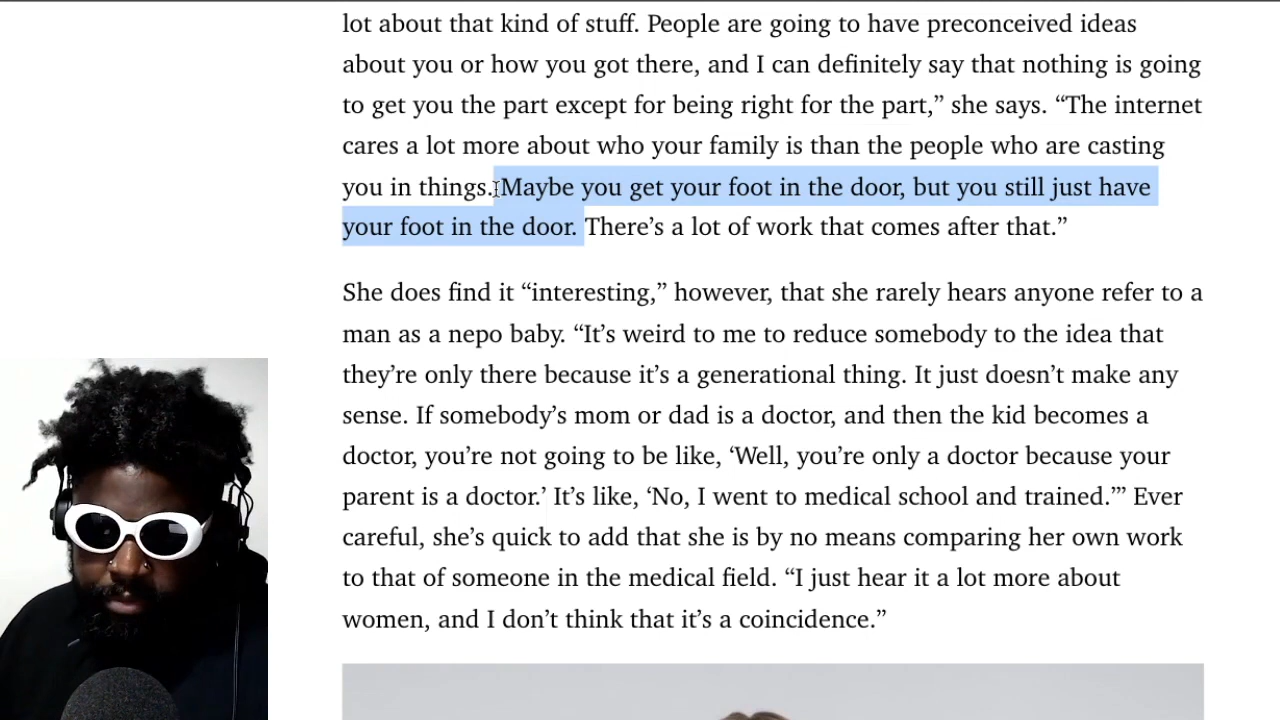 lot about that kind of stuff. People are going to have preconceived ideas
about you or how you got there, and I can definitely say that nothing is going
to get you the part except for being right for the part,” she says. “The internet
cares a lot more about who your family is than the people who are casting
you in things. Maybe you get your foot in the door, but you still just have
your foot in the door. There’s a lot of work that comes after that.”
She does find it “interesting,” however, that she rarely hears anyone refer to a
man as a nepo baby. “It’s weird to me to reduce somebody to the idea that
they’re only there because it’s a generational thing. It just doesn’t make any
sense. If somebody’s mom or dad is a doctor, and then the kid becomes a
doctor, you’re not going to be like, ‘Well, you’re only a doctor because your
parent is a doctor.’ It’s like, ‘No, I went to medical school and trained.’” Ever
careful, she’s quick to add that she is by no means comparing her own work
to that of someone in the medical field. “I just hear it a lot more about
women, and I don’t think that it’s a coincidence.”